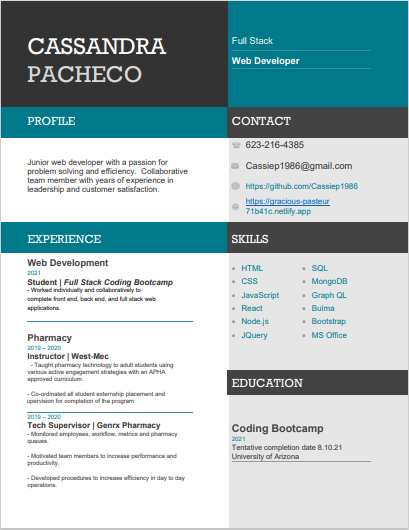 CASSANDRA
PACHECO
Full Stack
Web Developer
PROFILE
Junior web developer with a passion for
problem solving and efficiency. Collaborative
team member with years of experience in
leadership and customer satisfaction.
CONTACT
623-216-4385
Cassiep1986@gmail.com
https://github.com/Cassiep1986
https://gracious-pasteur
71b41c.netlify.app
EXPERIENCE
Web Development
2021
Student | Full Stack Coding Bootcamp
- Worked individually and collaboratively to
complete front end, back end, and full stack web
applications.
Pharmacy
2019 – 2020
Instructor | West-Mec
- Taught pharmacy technology to adult students using
various active engagement strategies with an APHA
approved curriculum.
-Co-ordinated all student externship placement and
upervision for completion of the program
2019 – 2020
Tech Supervisor | Genrx Pharmacy
- Monitored employees, workflow, metrics and pharmacy
queues.
- Motivated team members to increase performance and
productivity.
- Developed procedures to increase efficiency in day to day
operations.
SKILLS
HTML
CSS
JavaScript
React
Node.js
JQuery
SQL
MongoDB
Graph QL
Bulma
Bootstrap
MS Office
EDUCATION
Coding Bootcamp
2021
Tentative completion date 8.10.21
University of Arizona